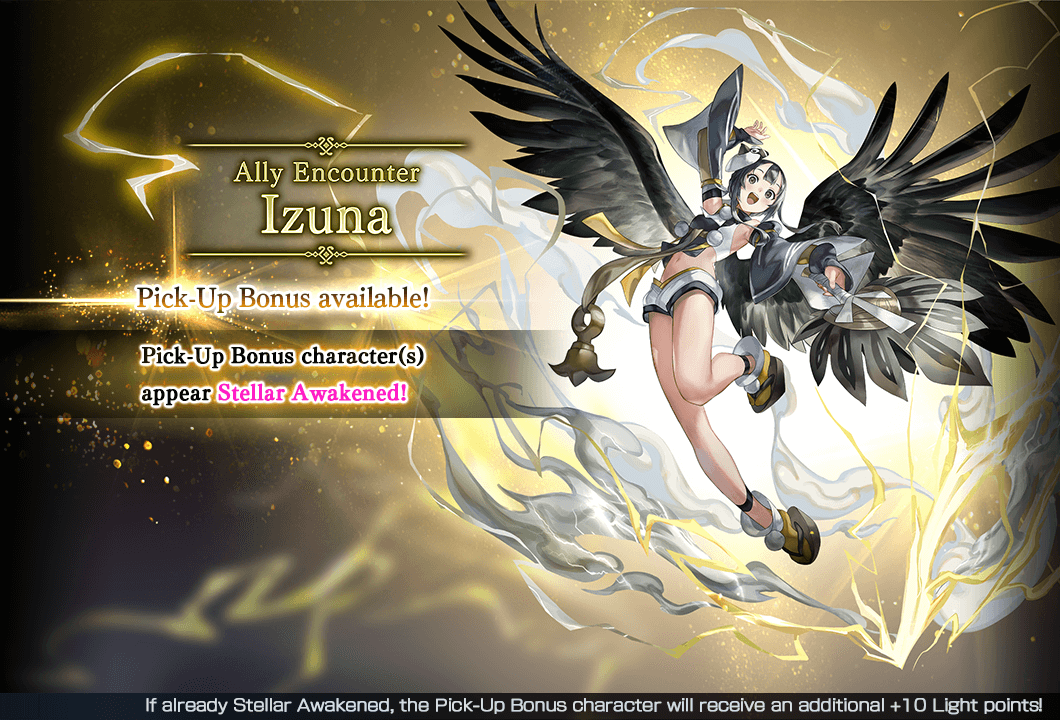 Ally Encounter
Izuna
Pick-Up Bonus available!
Pick-Up Bonus character(s)
appear Stellar Awakened!
If already Stellar Awakened, the Pick-Up Bonus character will receive an additional +10 Light points!